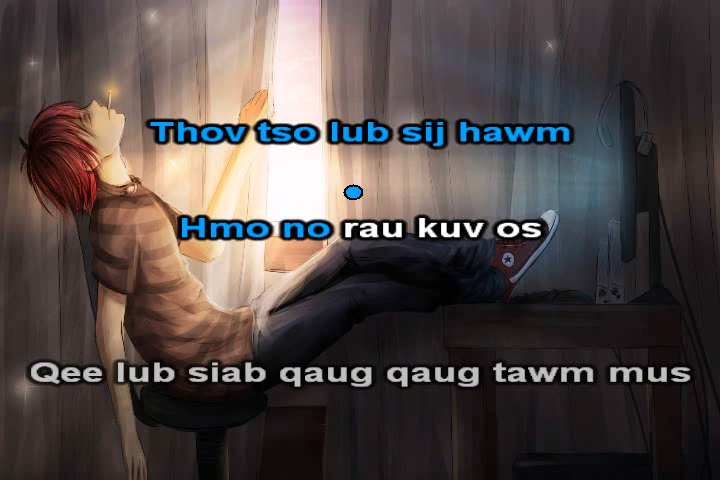 Thov tso lub sij hawm
Hmo no rau kuv os
Qee lub siab qaug qaug tawm mus